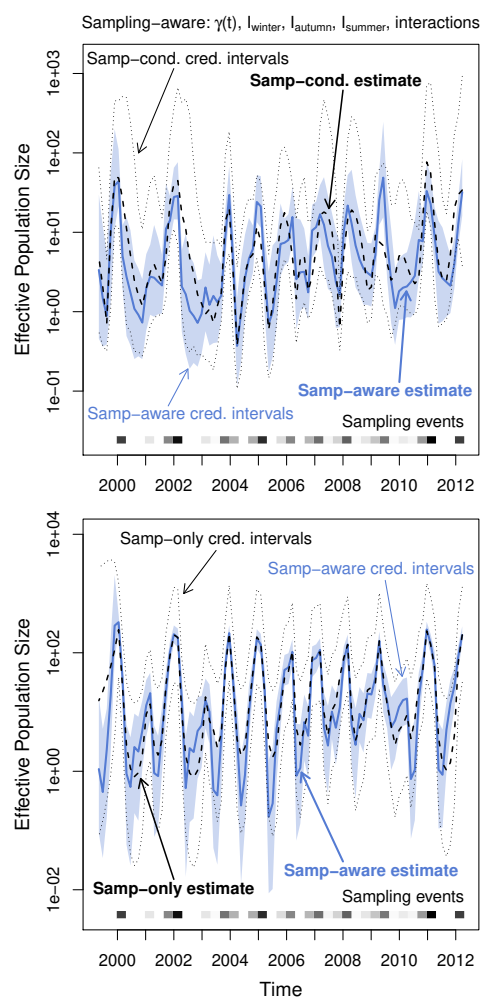 Sampling−aware: γ(t), I_winter, I_autumn, I_summer, interactions
Samp−cond. cred. intervals
Samp−cond. estimate
1e+03
1e+02
1e+01
1e+00
1e−01
Effective Population Size
Samp−aware estimate
Samp−aware cred. intervals
Sampling events
2000 2002 2004 2006 2008 2010 2012
1e+04
1e+02
1e+00
1e−02
Effective Population Size
Samp−only cred. intervals
Samp−aware cred. intervals
Samp−aware estimate
Samp−only estimate
Sampling events
2000 2002 2004 2006 2008 2010 2012
Time